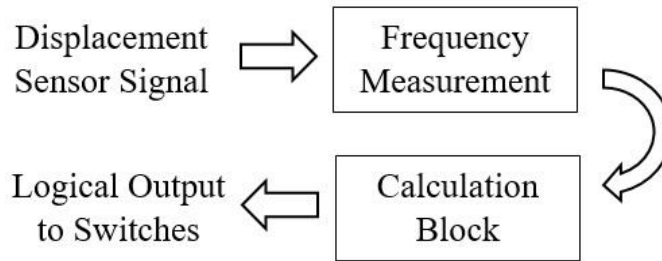 Displacement
Sensor Signal
Frequency
Measurement
Logical Output
to Switches
Calculation
Block